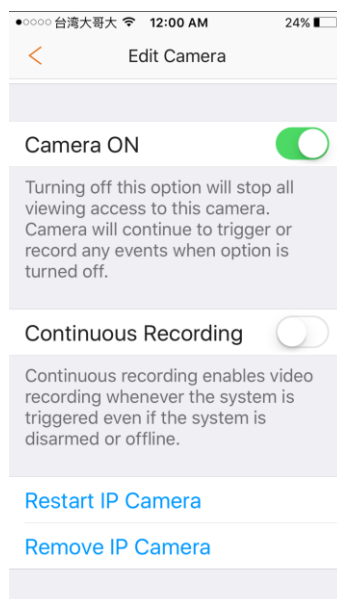 台湾大哥大 12:00 AM 24%
Edit Camera
Camera ON
Turning off this option will stop all
viewing access to this camera.
Camera will continue to trigger or
record any events when option is
turned off.
Continuous Recording
Continuous recording enables video
recording whenever the system is
triggered even if the system is
disarmed or offline.
Restart IP Camera
Remove IP Camera